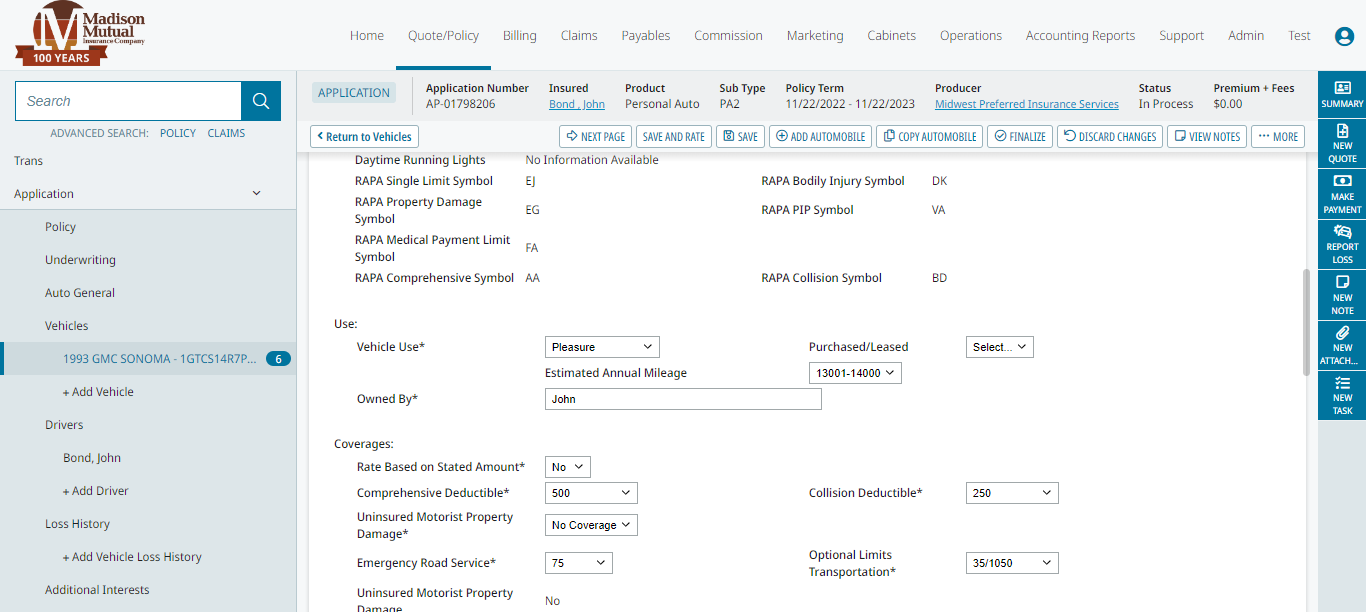 Madison
Mutual
Insurance Company
100 YEARS
Home
Quote/Policy
Billing
Claims
Payables
Commission
Marketing
Cabinets
Operations
Accounting Reports
Support
Admin
Test
Search
ADVANCED SEARCH:
POLICY
CLAIMS
Trans
Application
Policy
Underwriting
Auto General
Vehicles
1993 GMC SONOMA - 1GTCS14R7P...
6
+ Add Vehicle
Drivers
Bond, John
+ Add Driver
Loss History
+ Add Vehicle Loss History
Additional Interests
APPLICATION
Application Number
AP-01798206
Insured
Bond , John
Product
Personal Auto
Sub Type
PA2
Policy Term
11/22/2022 - 11/22/2023
Producer
Midwest Preferred Insurance Services
Status
In Process
Premium + Fees
$0.00
Return to Vehicles
NEXT PAGE
SAVE AND RATE
SAVE
ADD AUTOMOBILE
COPY AUTOMOBILE
FINALIZE
DISCARD CHANGES
VIEW NOTES
MORE
Daytime Running Lights
No Information Available
RAPA Single Limit Symbol
EJ
RAPA Bodily Injury Symbol
DK
RAPA Property Damage
Symbol
EG
RAPA PIP Symbol
VA
RAPA Medical Payment Limit
Symbol
FA
RAPA Comprehensive Symbol
AA
RAPA Collision Symbol
BD
Use:
Vehicle Use*
Pleasure
Purchased/Leased
Select...
Estimated Annual Mileage
13001-14000
Owned By*
John
Coverages:
Rate Based on Stated Amount*
No
Comprehensive Deductible*
500
Collision Deductible*
250
Uninsured Motorist Property
Damage*
No Coverage
Emergency Road Service*
75
Optional Limits
Transportation*
35/1050
Uninsured Motorist Property
Damage
No
SUMMARY
NEW
QUOTE
MAKE
PAYMENT
REPORT
LOSS
NEW
NOTE
NEW
ATTACH...
NEW
TASK